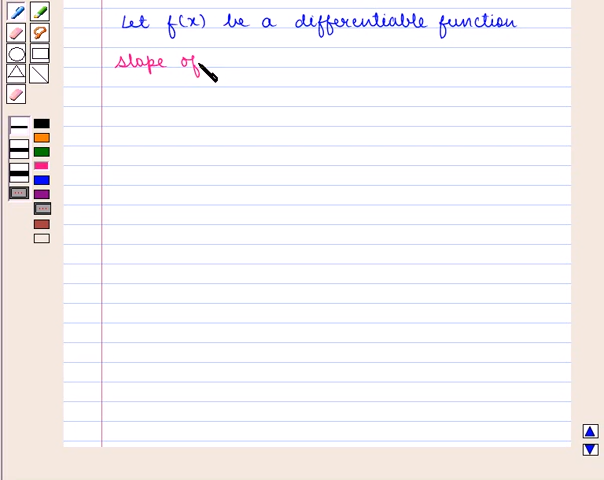 Let f(x) be a differentiable function
slope of